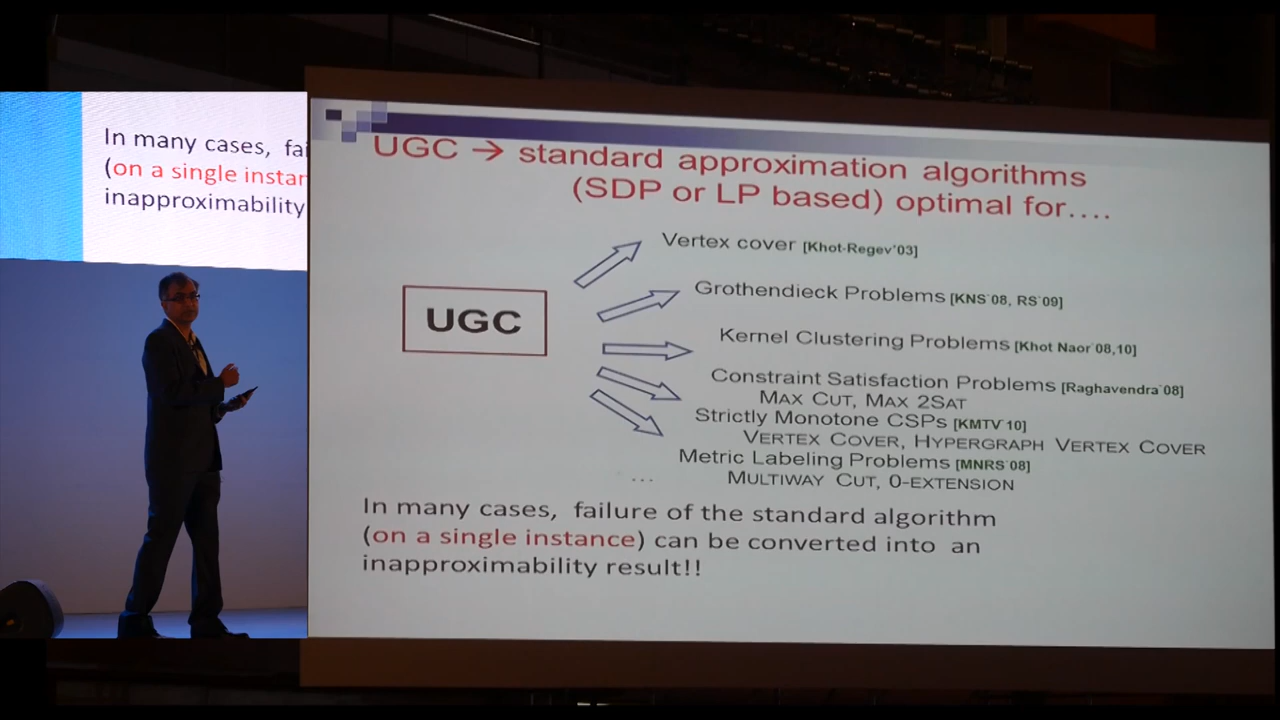 In many cases, fai
(on a single instar
inapproximability
UGC → standard approximation algorithms
(SDP or LP based) optimal for….
UGC
Vertex cover [Khot-Regev'03]
Grothendieck Problems [KNS`08, RS`09]
Kernel Clustering Problems [Khot Naor`08,10]
Constraint Satisfaction Problems [Raghavendra`08]
MAX CUT, MAX 2SAT
Strictly Monotone CSPs [KMTV`10]
VERTEX COVER, HYPERGRAPH VERTEX COVER
Metric Labeling Problems [MNRS`08]
… MULTIWAY CUT, 0-EXTENSION
In many cases, failure of the standard algorithm
(on a single instance) can be converted into an
inapproximability result!!